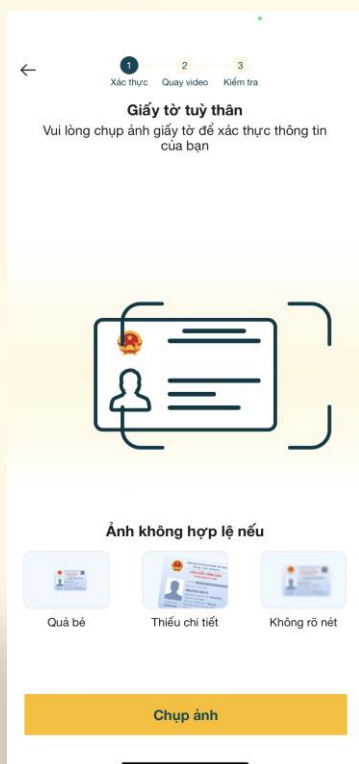 1
2
3
Xác thực
Quay video
Kiểm tra
Giấy tờ tuỳ thân
Vui lòng chụp ảnh giấy tờ để xác thực thông tin
của bạn
Ảnh không hợp lệ nếu
Quá bé
Thiếu chi tiết
Không rõ nét
Chụp ảnh